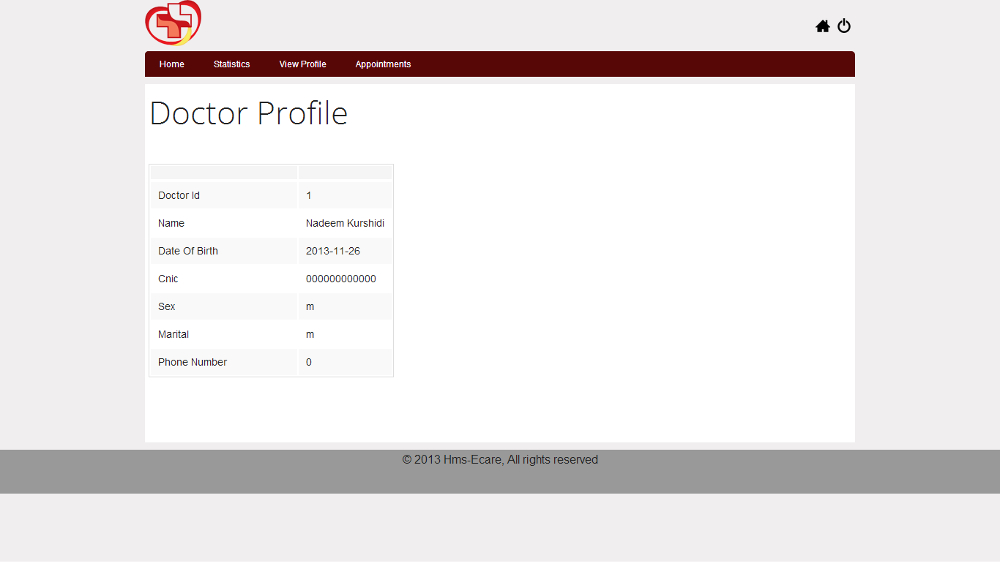 Home Statistics View Profile Appointments
Doctor Profile
Doctor Id 1
Name Nadeem Kurshidi
Date Of Birth 2013-11-26
Cnic 000000000000
Sex m
Marital m
Phone Number 0
© 2013 Hms-Ecare, All rights reserved